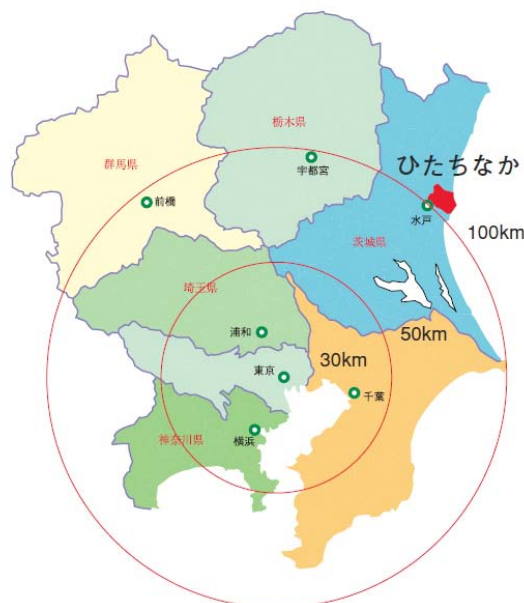 栃木県
群馬県
宇都宮
ひたちなか
前橋
水戸
茨城県
100km
埼玉県
浦和
50km
30km
東京
千葉
神奈川県
横浜